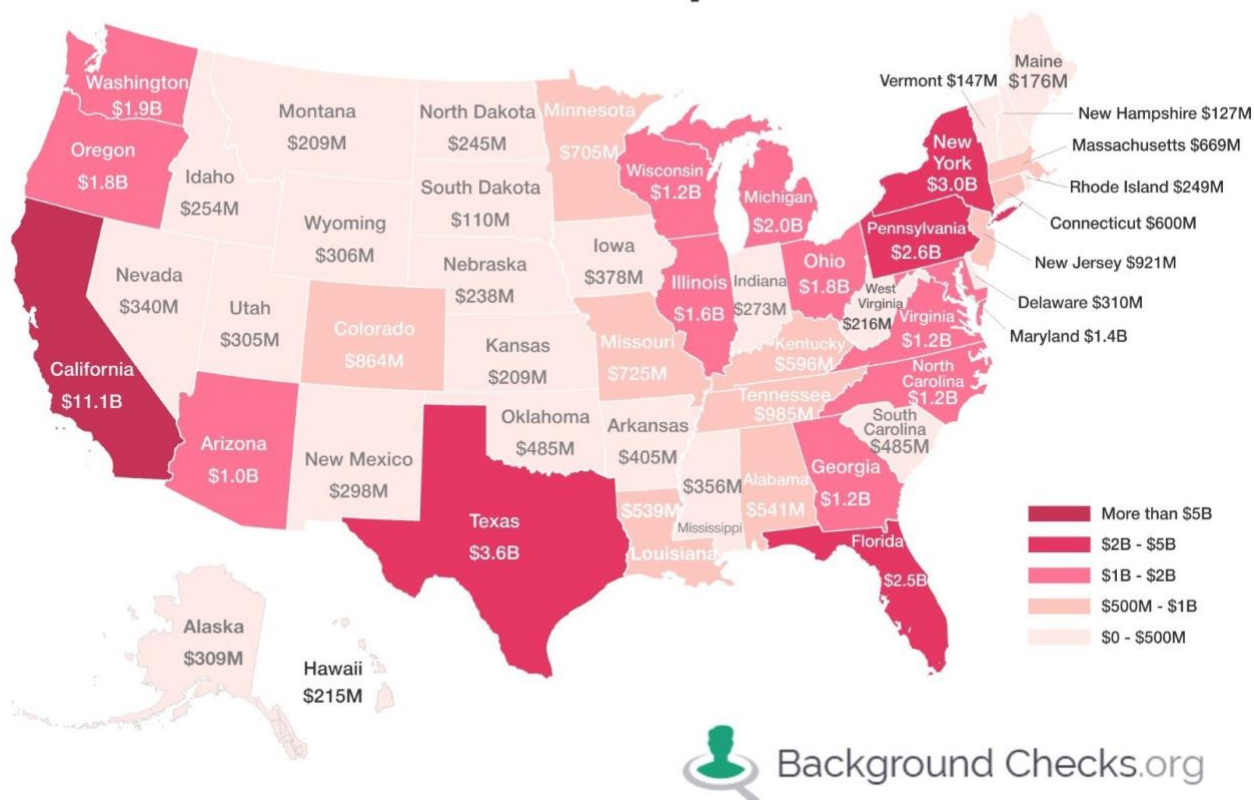 Washington
$1.9B
Oregon
$1.8B
California
$11.1B
Idaho
$254M
Nevada
$340M
Montana
$209M
Wyoming
$306M
Utah
$305M
Arizona
$1.0B
Colorado
$864M
New Mexico
$298M
North Dakota
$245M
South Dakota
$110M
Nebraska
$238M
Kansas
$209M
Oklahoma
$485M
Texas
$3.6B
Minnesota
$705M
Iowa
$378M
Missouri
$725M
Arkansas
$405M
$539M
Louisiana
Wisconsin
$1.2B
Illinois
$1.6B
Michigan
$2.0B
Indiana
$273M
Ohio
$1.8B
Kentucky
$596M
Tennessee
$985M
$356M
Mississippi
Alabama
$541M
Georgia
$1.2B
Florida
$2.5B
South
Carolina
$485M
North
Carolina
$1.2B
Virginia
$1.2B
West
Virginia
$216M
Pennsylvania
$2.6B
New
York
$3.0B
Vermont $147M
Maine
$176M
New Hampshire $127M
Massachusetts $669M
Rhode Island $249M
Connecticut $600M
New Jersey $921M
Delaware $310M
Maryland $1.4B
Alaska
$309M
Hawaii
$215M
More than $5B
$2B - $5B
$1B - $2B
$500M - $1B
$0 - $500M
Background Checks.org